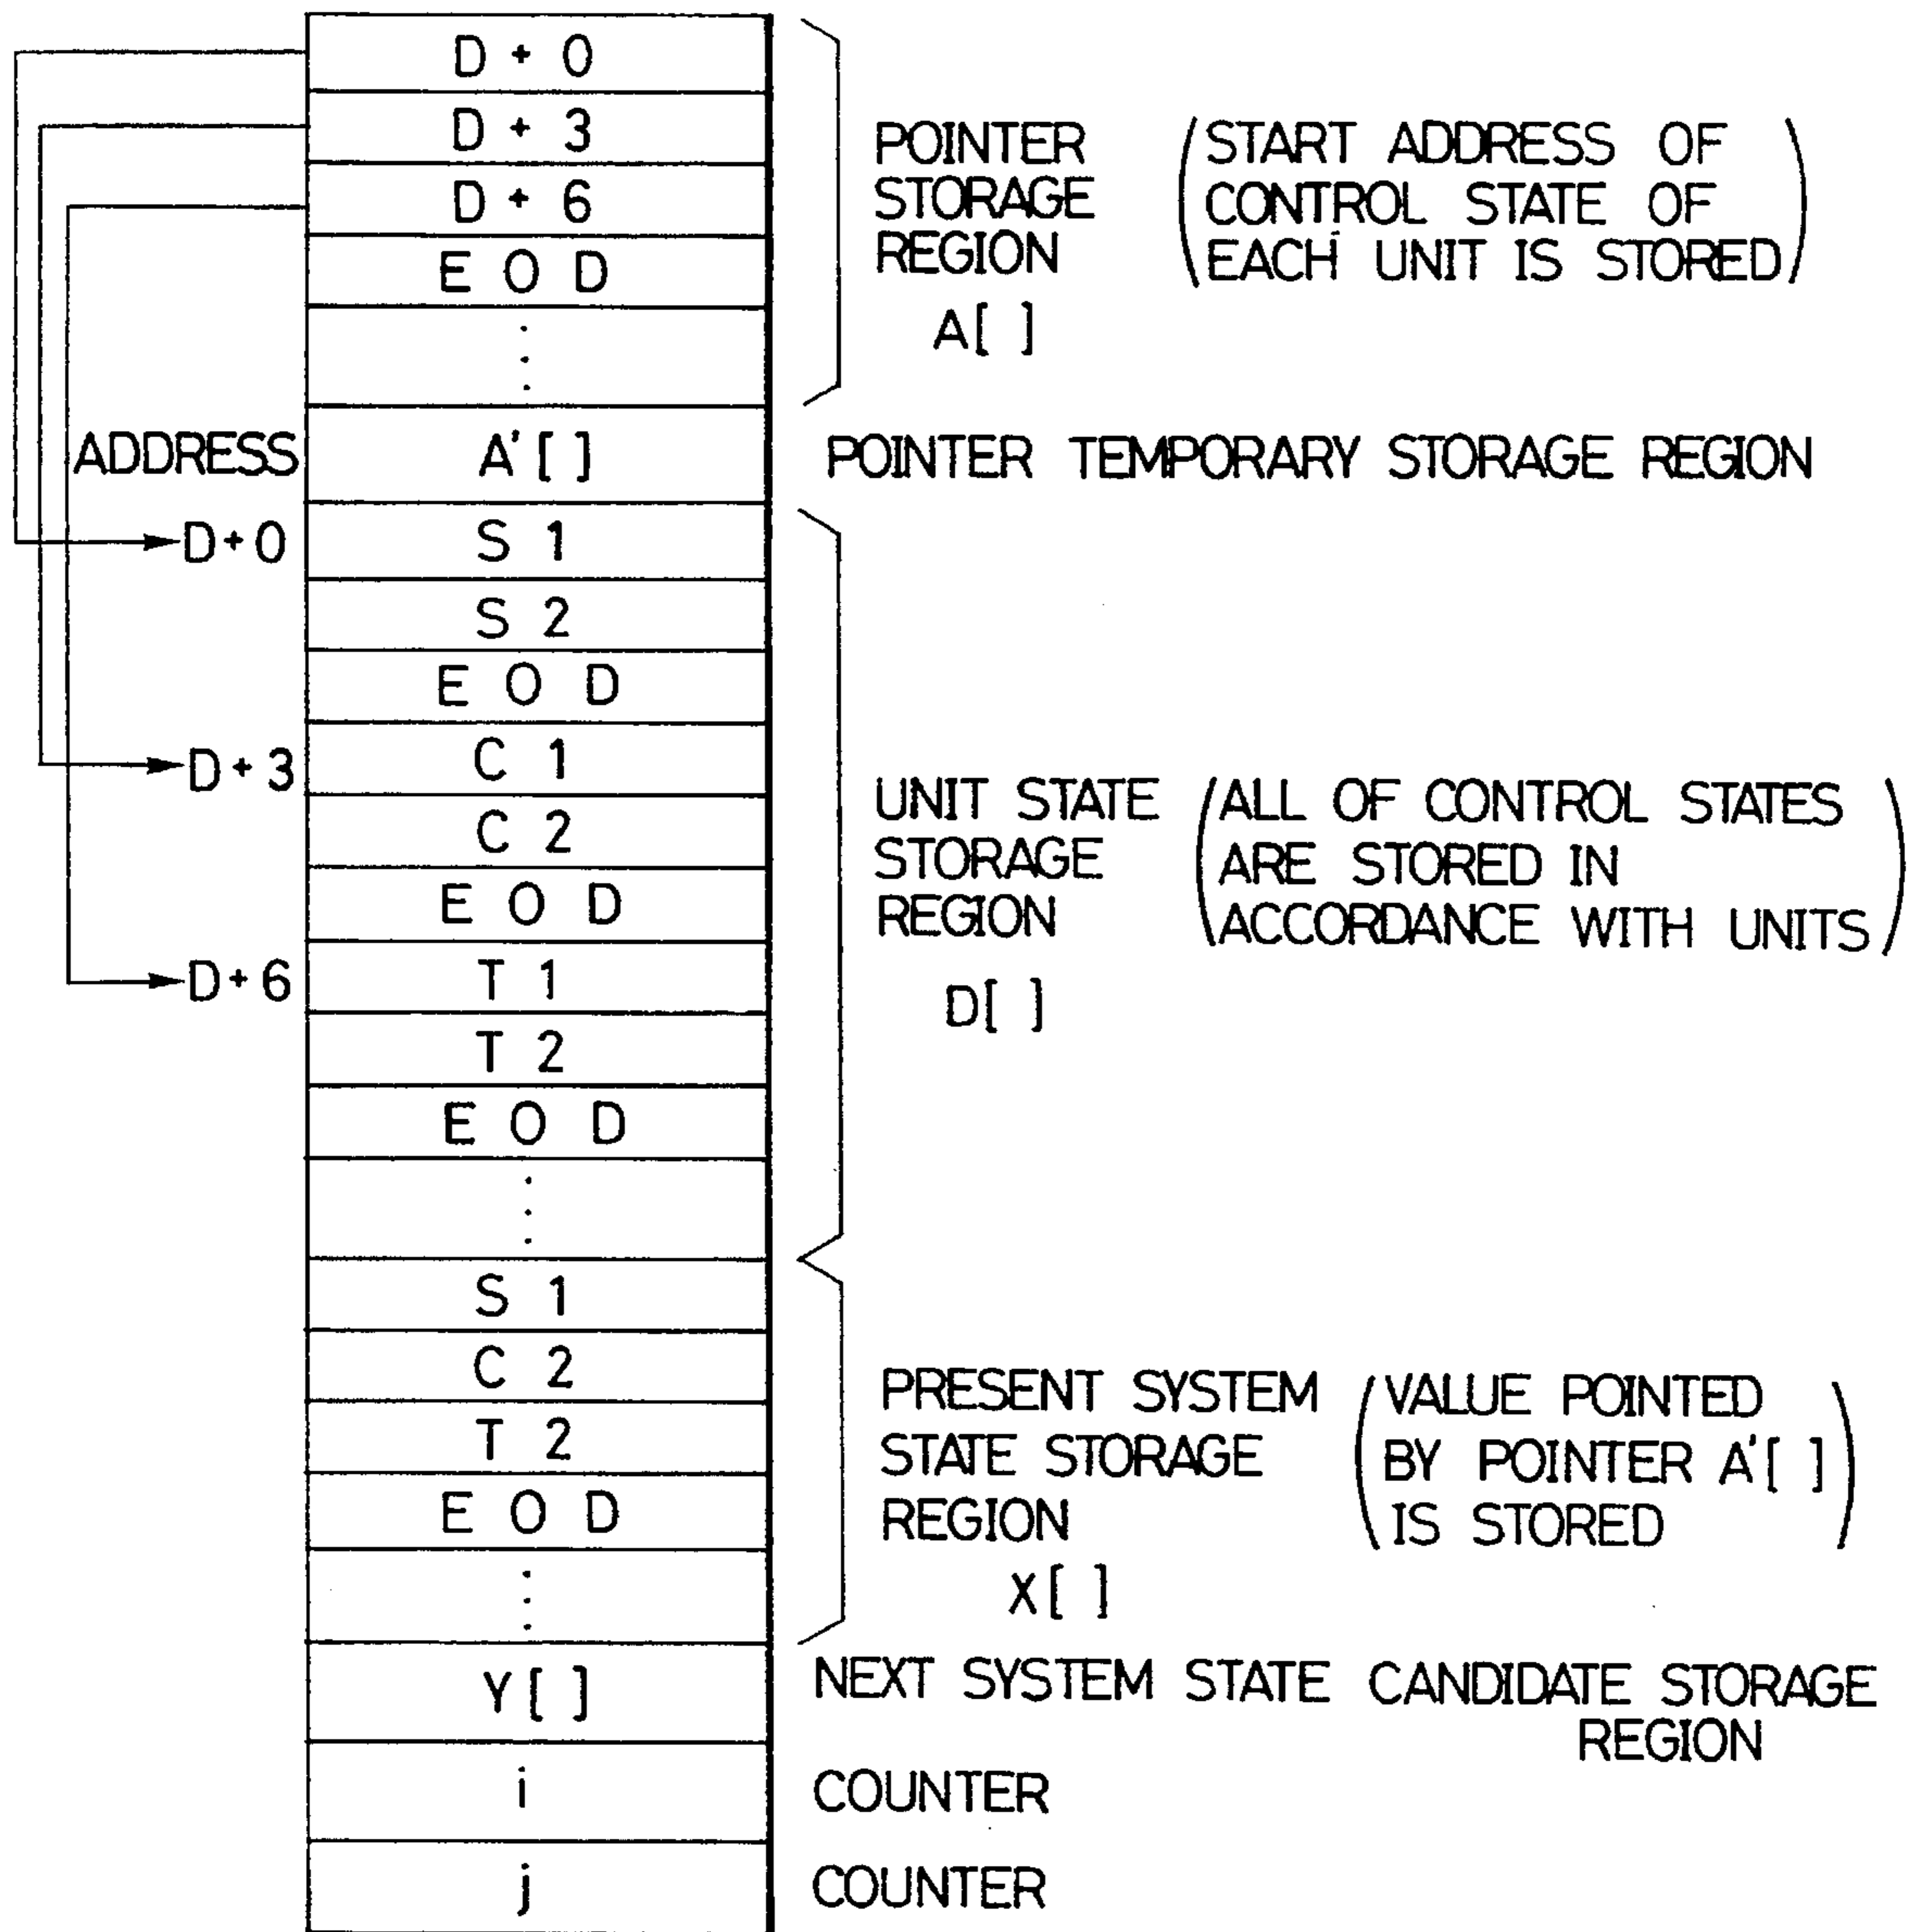 D + 0
D + 3
D + 6
E O D
POINTER
STORAGE
REGION
A[ ]
START ADDRESS OF
CONTROL STATE OF
EACH UNIT IS STORED
ADDRESS
A'[ ]
POINTER TEMPORARY STORAGE REGION
D+0
S 1
S 2
E O D
D+3
C 1
C 2
E O D
D+6
T 1
T 2
E O D
UNIT STATE
STORAGE
REGION
D[ ]
(ALL OF CONTROL STATES
ARE STORED IN
ACCORDANCE WITH UNITS)
S 1
C 2
T 2
E O D
PRESENT SYSTEM
STATE STORAGE
REGION
X[ ]
(VALUE POINTED
BY POINTER A'[ ]
IS STORED)
Y[ ]
NEXT SYSTEM STATE CANDIDATE STORAGE
REGION
i
COUNTER
j
COUNTER